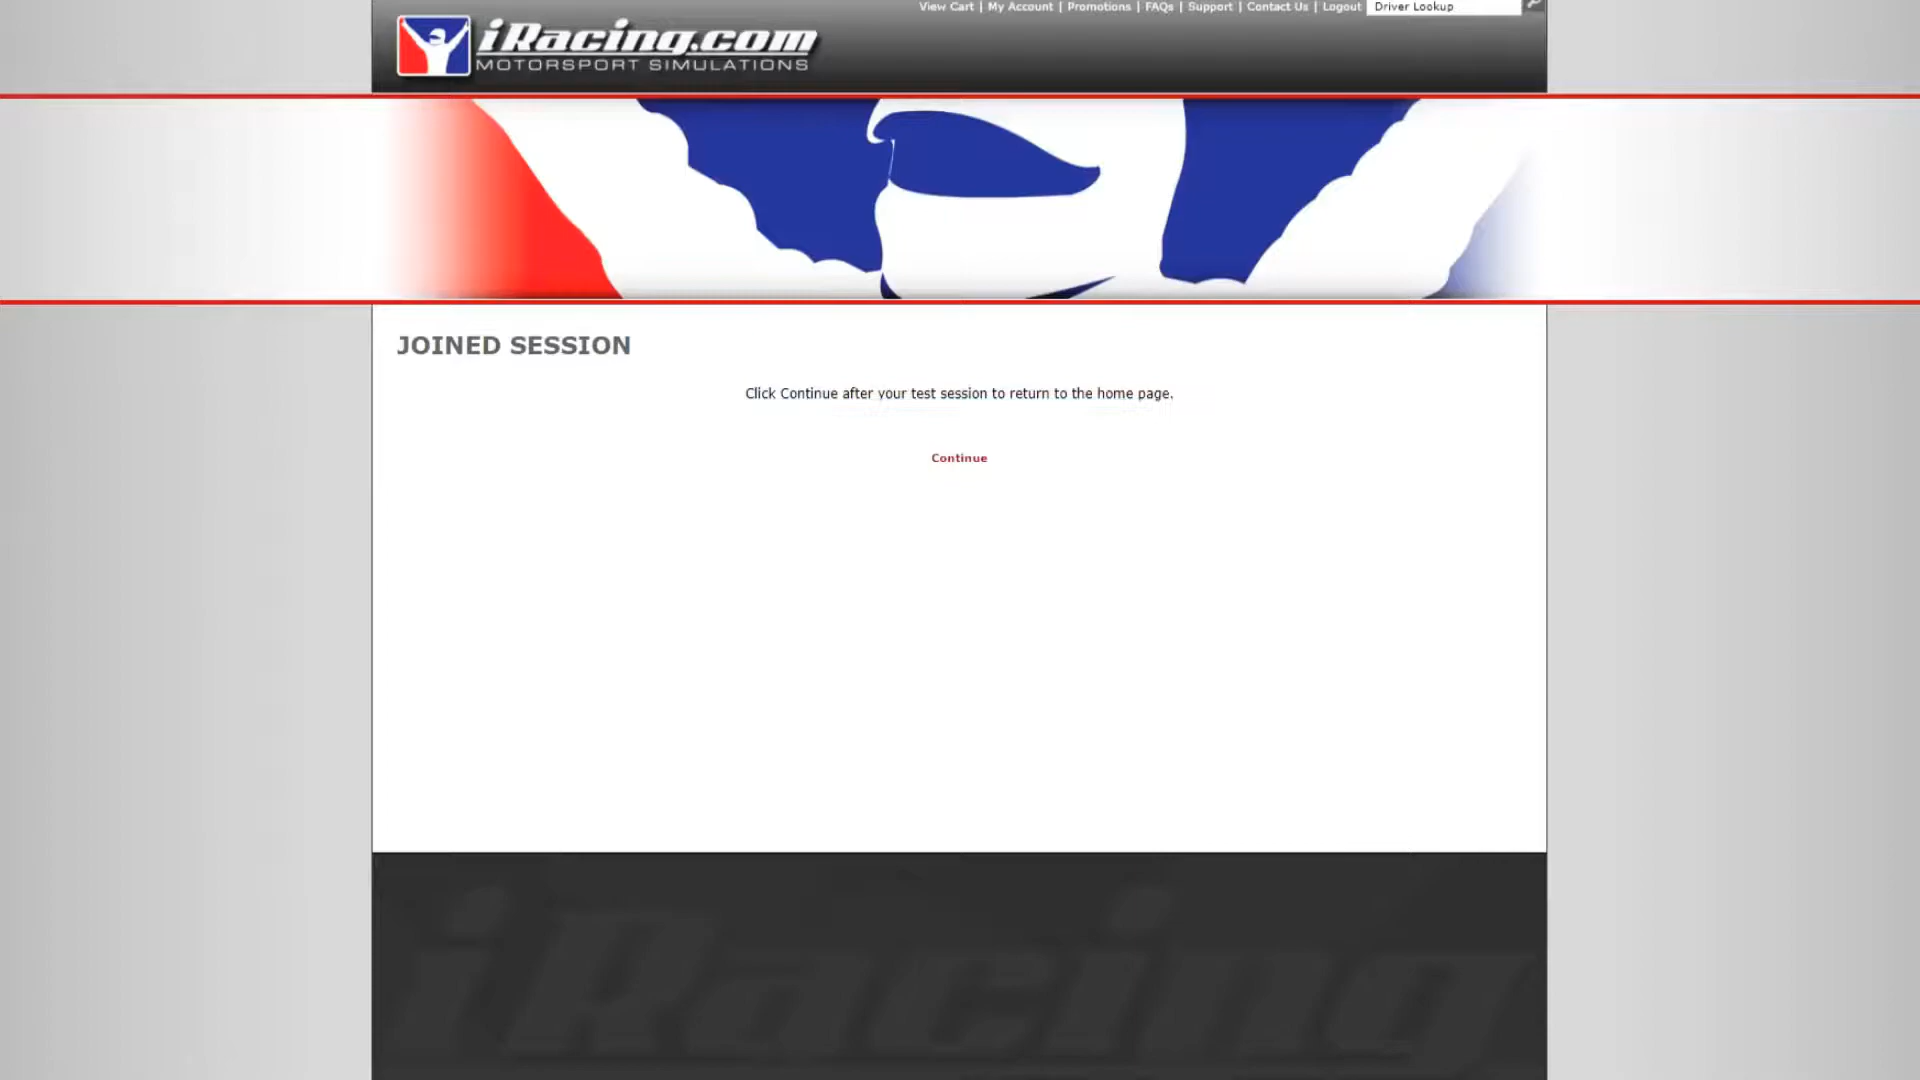 View Cart | My Account | Promotions | FAQs | Support | Contact Us | Logout Driver Lookup
iRacing.com
MOTORSPORT SIMULATIONS
JOINED SESSION
Click Continue after your test session to return to the home page.
Continue
iRacing